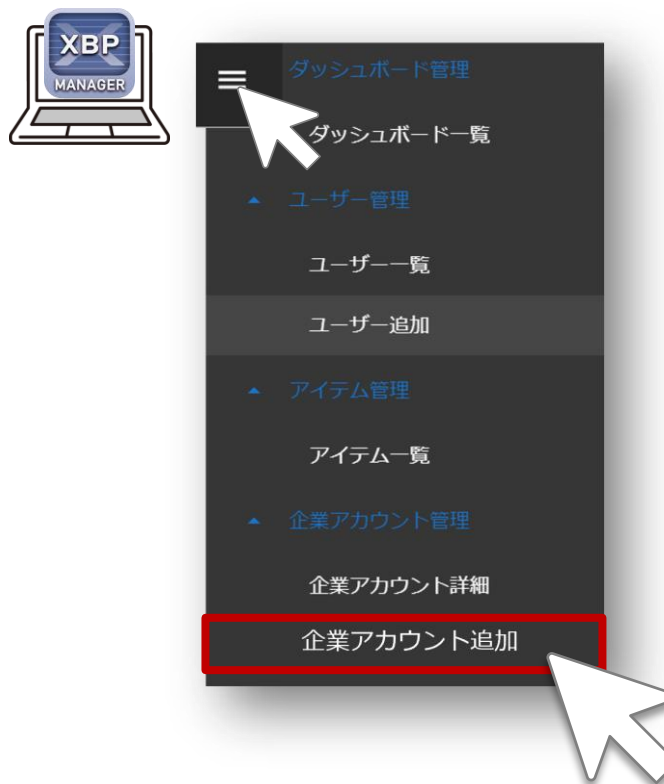 XBP
MANAGER
ダッシュボード管理
ダッシュボード一覧
ユーザー管理
ユーザー一覧
ユーザー追加
アイテム管理
アイテム一覧
企業アカウント管理
企業アカウント詳細
企業アカウント追加